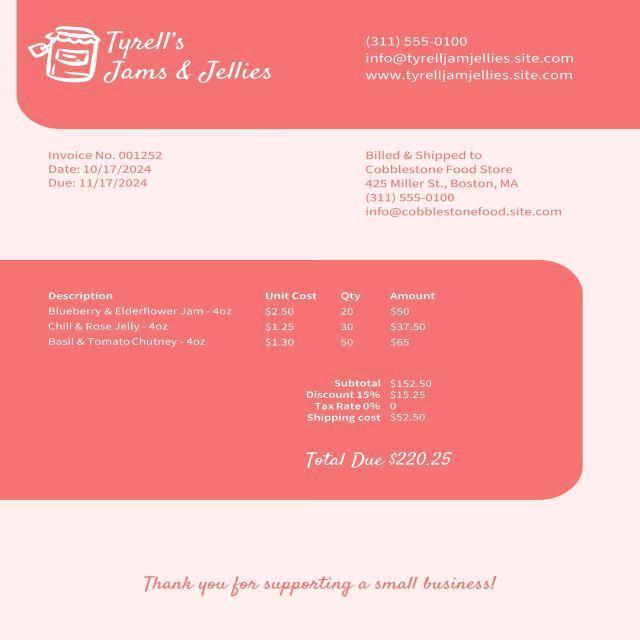 Tyrell's
Jams & Jellies
(311) 555-0100
info@tyrelljamjellies.site.com
www.tyrelljamjellies.site.com
Invoice No. 001252
Date: 10/17/2024
Due: 11/17/2024
Billed & Shipped to
Cobblestone Food Store
425 Miller St., Boston, MA
(311) 555-0100
info@cobblestonefood.site.com
Description Unit Cost Qty Amount
Blueberry & Elderflower Jam - 4oz $2.50 20 $50
Chili & Rose Jelly - 4oz $1.25 30 $37.50
Basil & Tomato Chutney - 4oz $1.30 50 $65
Subtotal $152.50
Discount 15% $15.25
Tax Rate 0% 0
Shipping cost $52.50
Total Due $220.25
Thank you for supporting a small business!